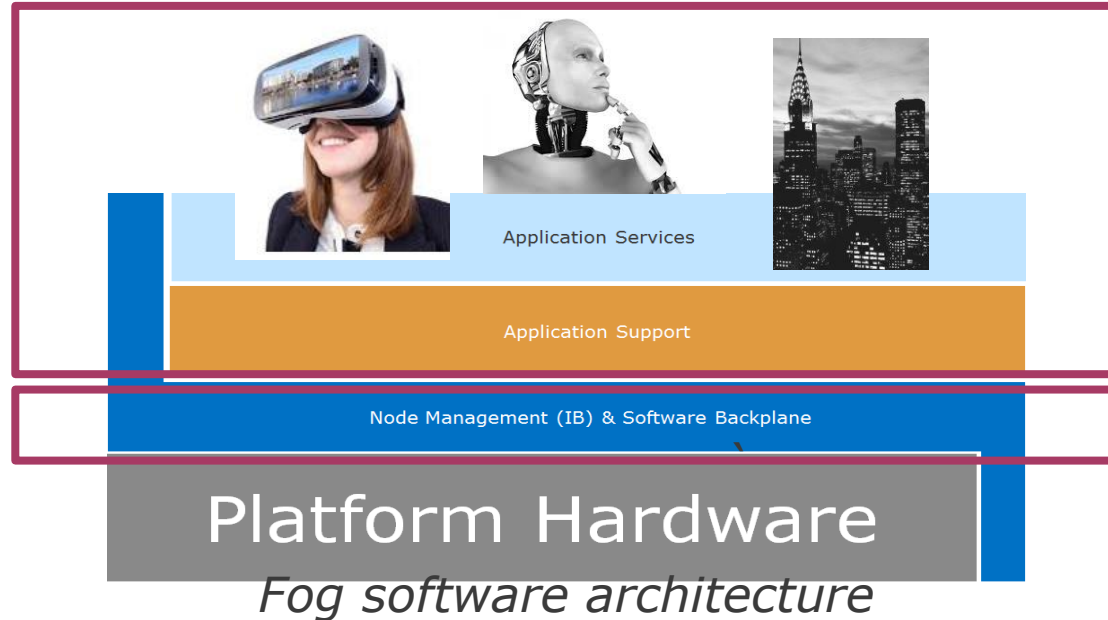 Application Services
Application Support
Node Management (IB) & Software Backplane
Platform Hardware
Fog software architecture